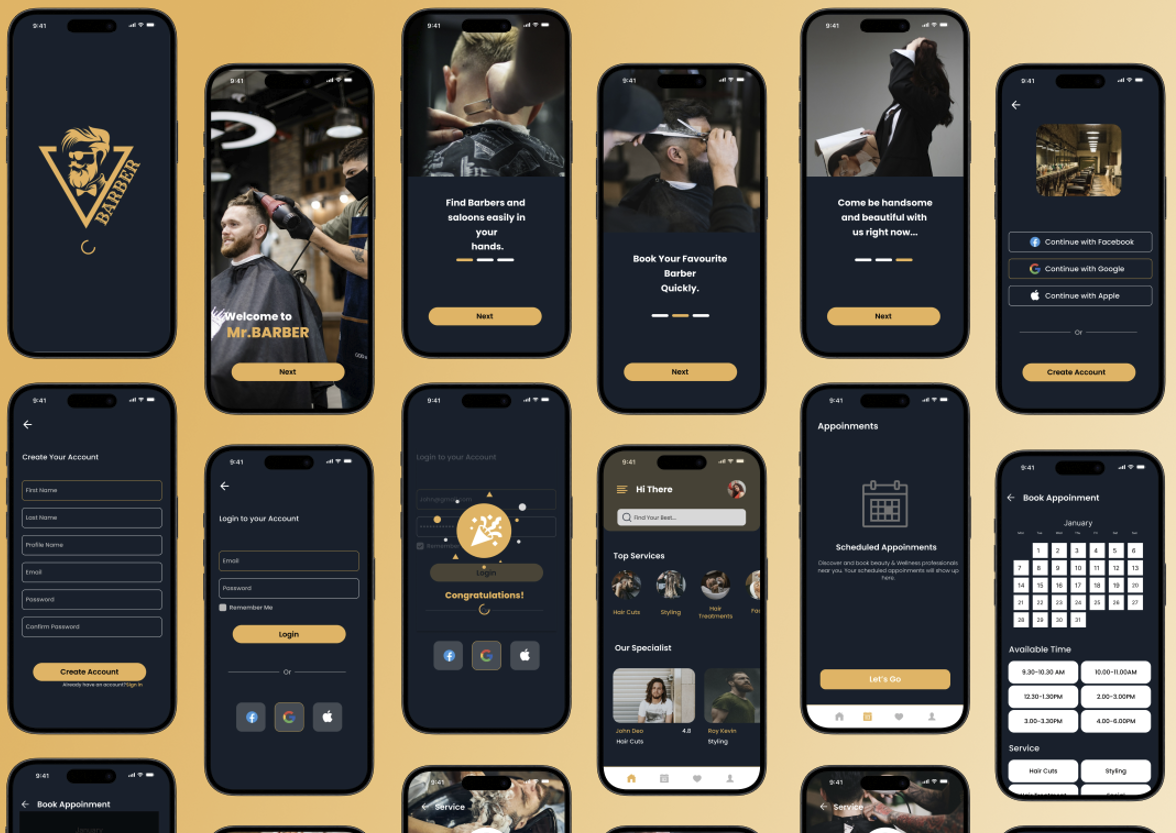 9:41
BARBER
9:41
Welcome to
Mr.BARBER
Next
9:41
Find Barbers and
saloons easily in
your
hands.
Next
9:41
Book Your Favourite
Barber
Quickly.
Next
9:41
Come be handsome
and beautiful with
us right now...
Next
9:41
Continue with Facebook
Continue with Google
Continue with Apple
Or
Create Account
9:41
Create Your Account
First Name
Last Name
Profile Name
Email
Password
Confirm Password
Create Account
Already have an account?Sign in
9:41
Login to your Account
Email
Password
Remember Me
Login
Or
9:41
Login to your Account
Login
Congratulations!
9:41
Hi There
Find Your Best...
Top Services
Hair Cuts
Styling
Hair
Treatments
Our Specialist
John Deo
4.8
Hair Cuts
Roy Kevin
Styling
9:41
Appoinments
Scheduled Appoinments
Discover and book beauty & Wellness professionals
near you. Your scheduled appoinments will show up
here.
Let's Go
9:41
Book Appoinment
January
1 2 3 4 5 6
7 8 9 10 11 12 13
14 15 16 17 18 19 20
21 22 23 24 25 26 27
28 29 30 31
Available Time
9.30-10.30 AM
10.00-11.00AM
12.30-1.30PM
2.00-3.00PM
3.00-3.30PM
4.00-6.00PM
Service
Hair Cuts
Styling
9:41
Book Appoinment
January
9:41
Service
9:41
Service